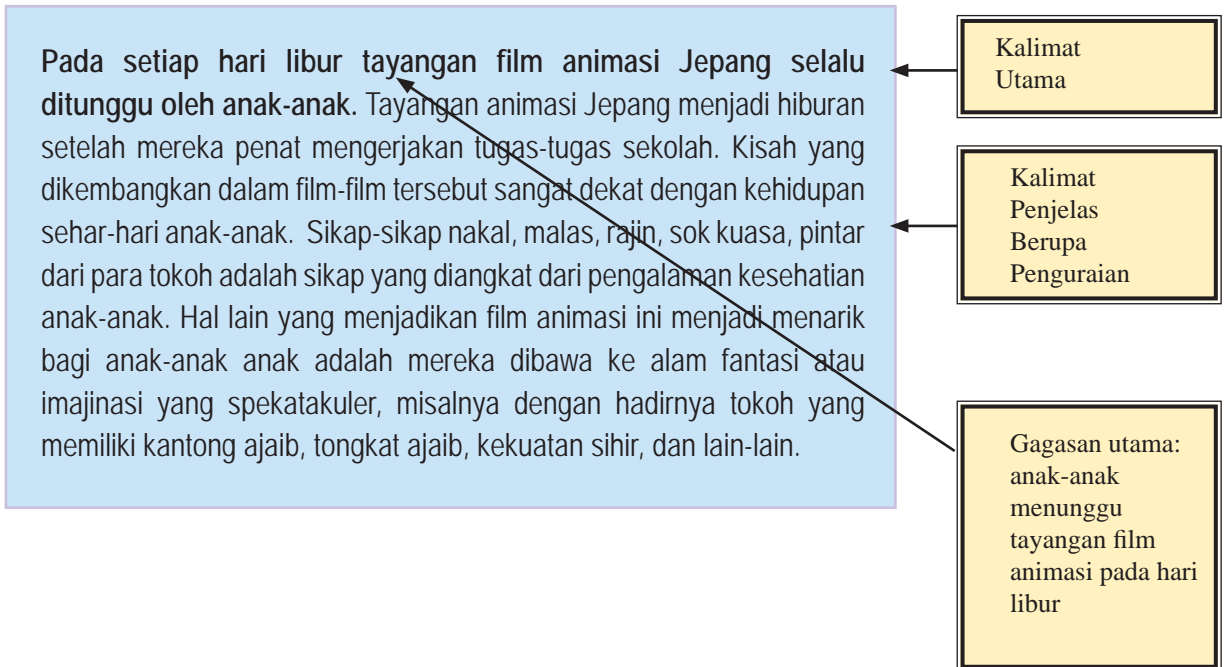 Pada setiap hari libur tayangan film animasi Jepang selalu
ditunggu oleh anak-anak. Tayangan animasi Jepang menjadi hiburan
setelah mereka penat mengerjakan tugas-tugas sekolah. Kisah yang
dikembangkan dalam film-film tersebut sangat dekat dengan kehidupan
sehar-hari anak-anak. Sikap-sikap nakal, malas, rajin, sok kuasa, pintar
dari para tokoh adalah sikap yang diangkat dari pengalaman kesehatian
anak-anak. Hal lain yang menjadikan film animasi ini menjadi menarik
bagi anak-anak anak adalah mereka dibawa ke alam fantasi atau
imajinasi yang spekatakuler, misalnya dengan hadirnya tokoh yang
memiliki kantong ajaib, tongkat ajaib, kekuatan sihir, dan lain-lain.
Kalimat
Utama
Kalimat
Penjelas
Berupa
Penguraian
Gagasan utama:
anak-anak
menunggu
tayangan film
animasi pada hari
libur